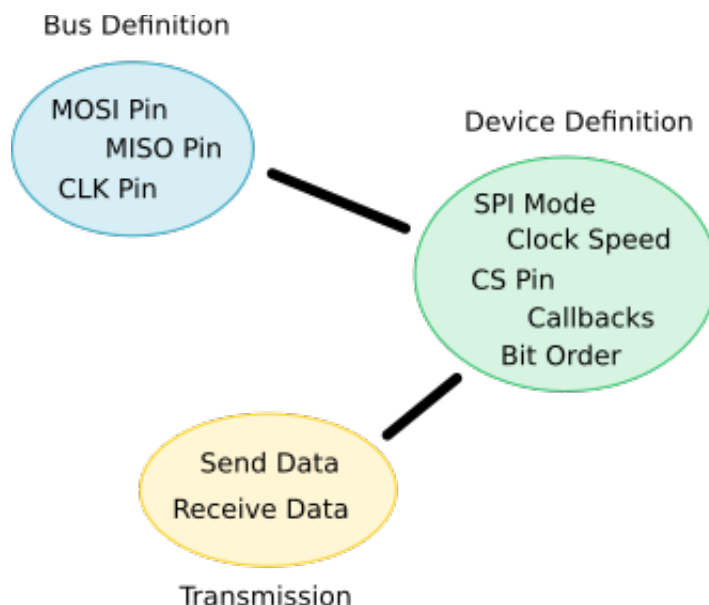 Bus Definition
MOSI Pin
MISO Pin
CLK Pin
Device Definition
SPI Mode
Clock Speed
CS Pin
Callbacks
Bit Order
Send Data
Receive Data
Transmission